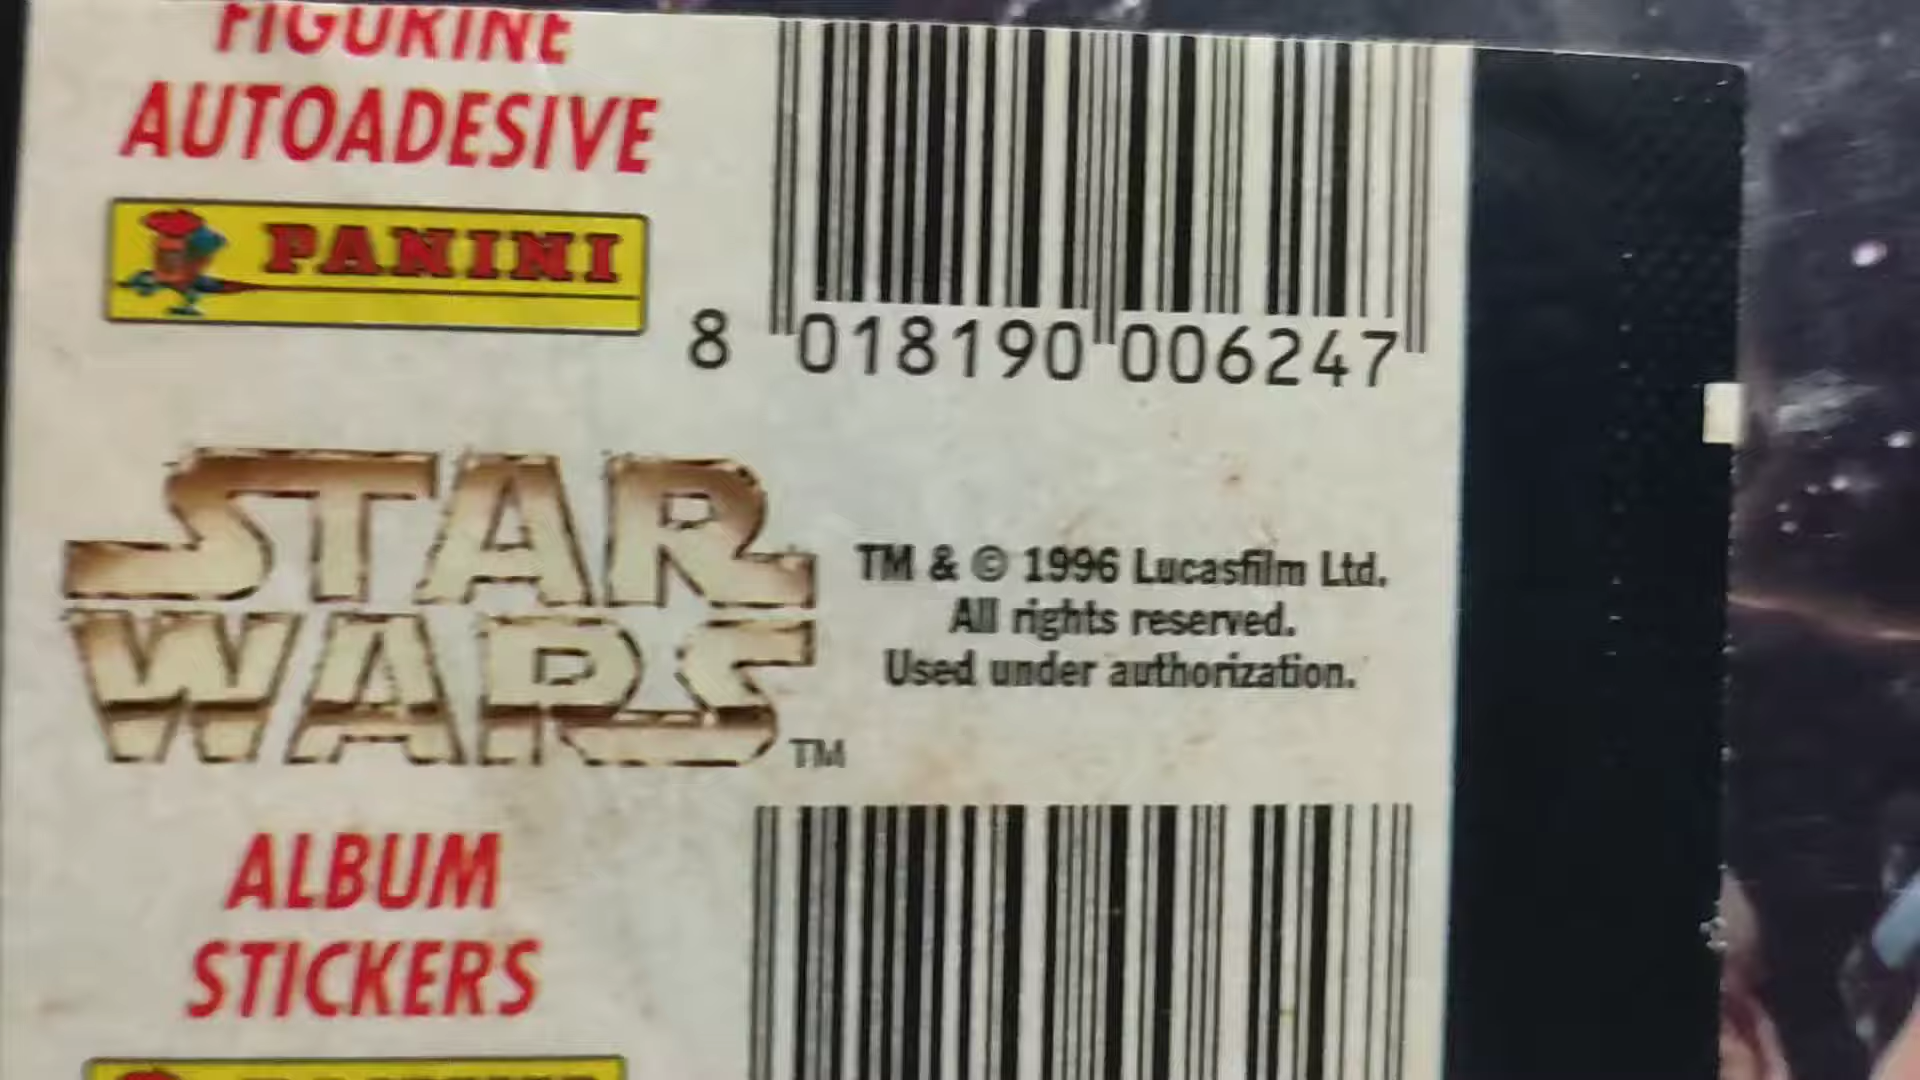 FIGURINE
AUTOADESIVE
PANINI
8 018190 006247
STAR
WARS TM
TM & © 1996 Lucasfilm Ltd.
All rights reserved.
Used under authorization.
ALBUM
STICKERS